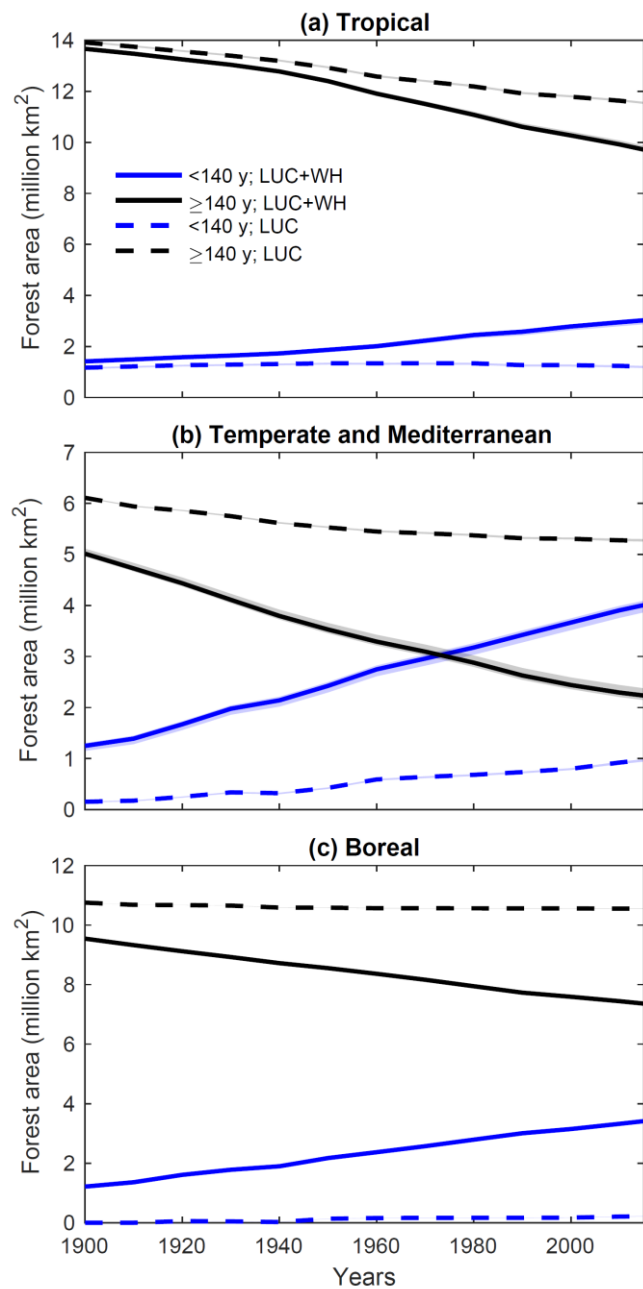 (a) Tropical
14
12
10
8
6
4
2
0
Forest area (million km²)
<140 y; LUC+WH
≥140 y; LUC+WH
<140 y; LUC
≥140 y; LUC
(b) Temperate and Mediterranean
7
6
5
4
3
2
1
0
Forest area (million km²)
(c) Boreal
12
10
8
6
4
2
0
Forest area (million km²)
1900 1920 1940 1960 1980 2000
Years